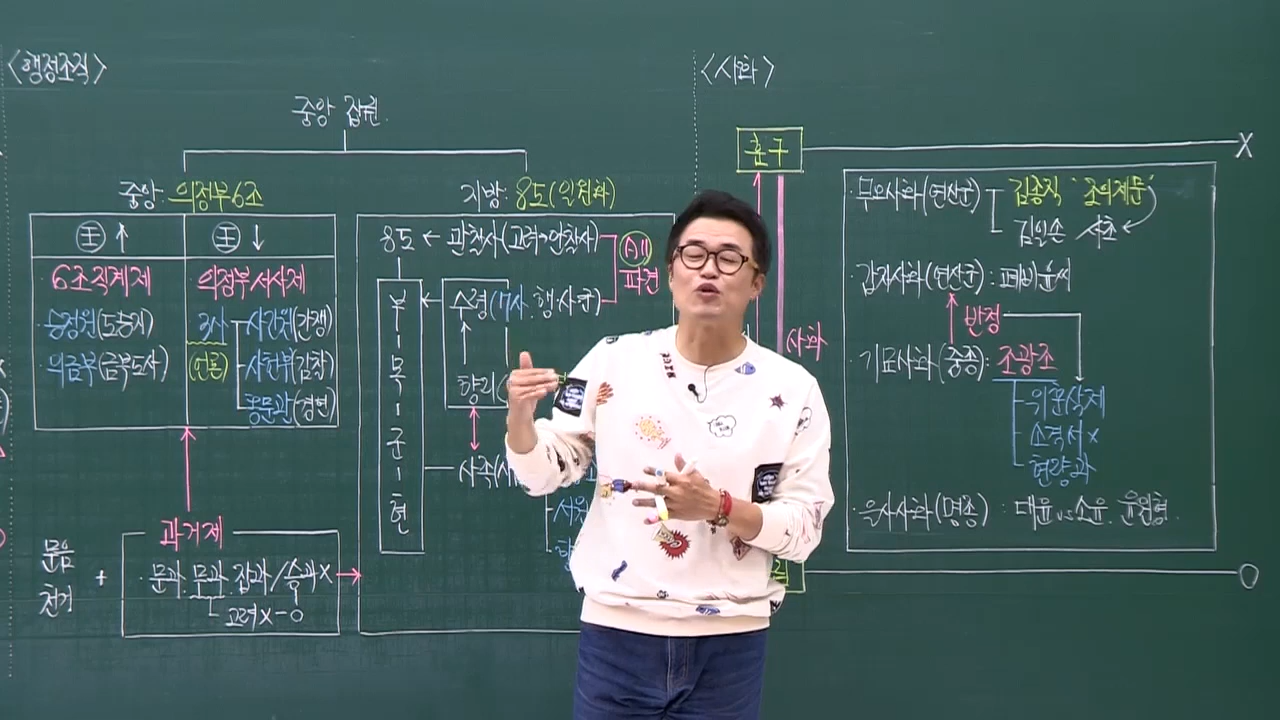 <행정조직>
중앙 집권
중앙: 의정부 6조
王 ↑
王 ↓
· 6조직계제
의정부서사제
· 승정원(도승지)
· 의금부(금부도사)
3사
(언론)
사간원(간쟁)
사헌부(감찰)
홍문관(경연)
음서
천거
+
과거제
· 문과. 무과. 잡과 / 승과 X
고려 X - O
지방: 8도(일원화)
8도 ← 관찰사(고려→안찰사)
All
파견
부 - 목 - 군 - 현
수령( 행·사군)
향리(
사족(
서원
<사화>
훈구
X
사화
· 무오사화(연산군)
김종직 "조의제문"
김일손 사초
· 갑자사화(연산군) : 폐비윤씨
반정
· 기묘사화(중종) : 조광조
위훈삭제
소격서 X
현량과
· 을사사화(명종) : 대윤 vs 소윤. 윤원형.
O